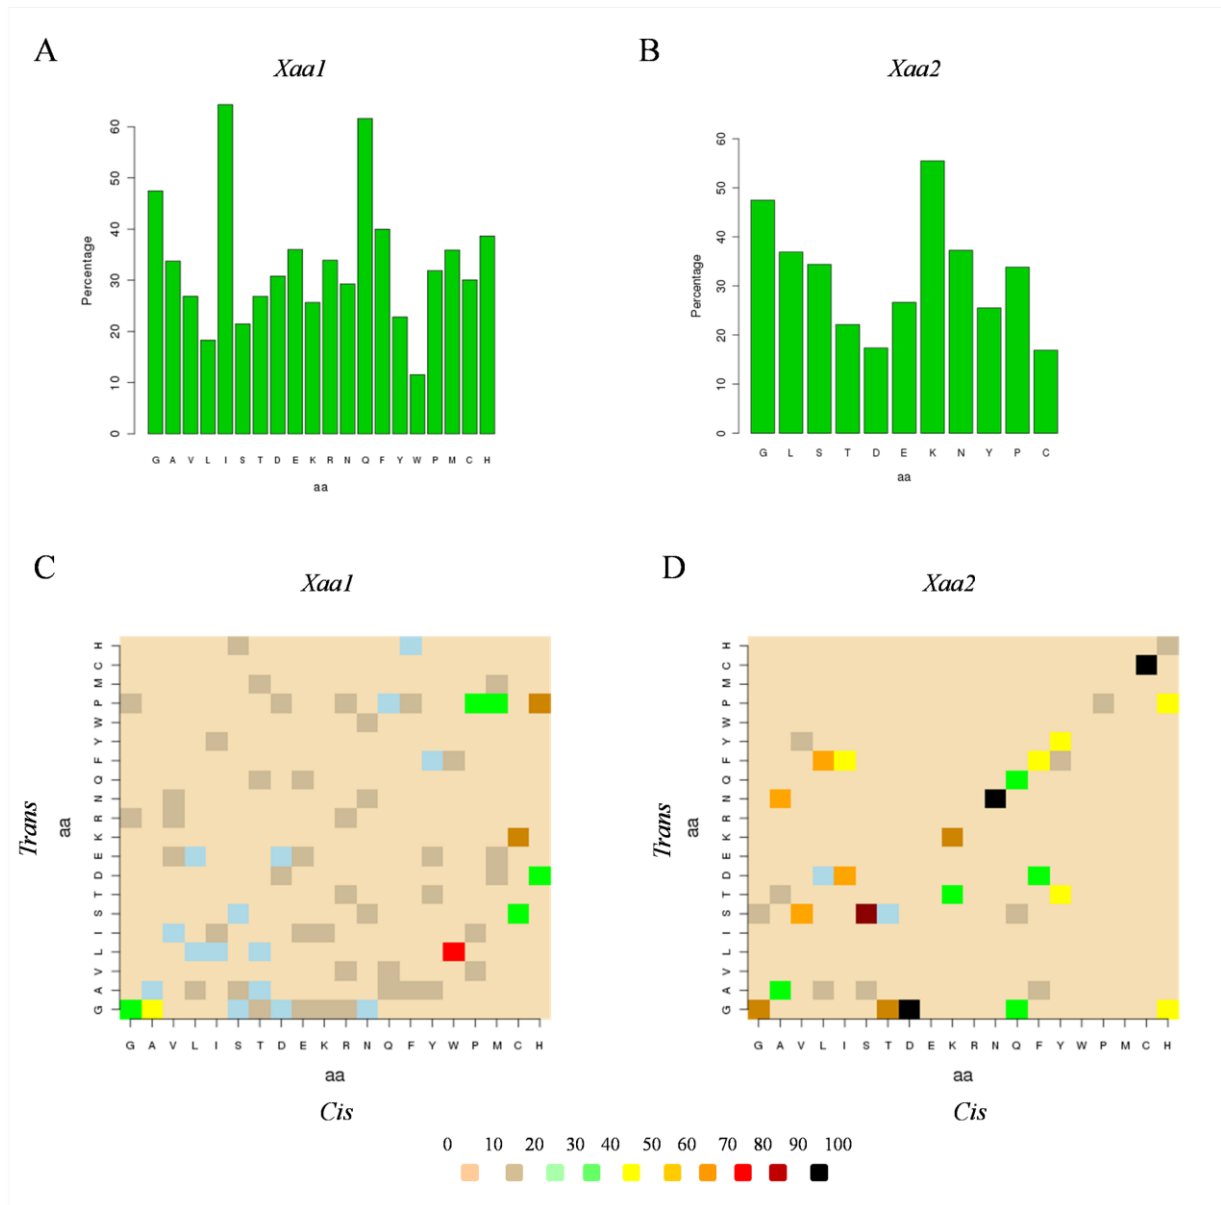 A
Xaa1
Percentage
60
50
40
30
20
10
0
G A V L I S T D E K R N Q F Y W P M C H
aa
B
Xaa2
Percentage
60
50
40
30
20
10
0
G L S T D E K N Y P C
aa
C
Xaa1
Trans
aa
H
C
M
P
W
Y
F
Q
N
R
K
E
D
T
S
I
L
V
A
G
G A V L I S T D E K R N Q F Y W P M C H
aa
Cis
D
Xaa2
Trans
aa
H
C
M
P
W
Y
F
Q
N
R
K
E
D
T
S
I
L
V
A
G
G A V L I S T D E K R N Q F Y W P M C H
aa
Cis
0 10 20 30 40 50 60 70 80 90 100